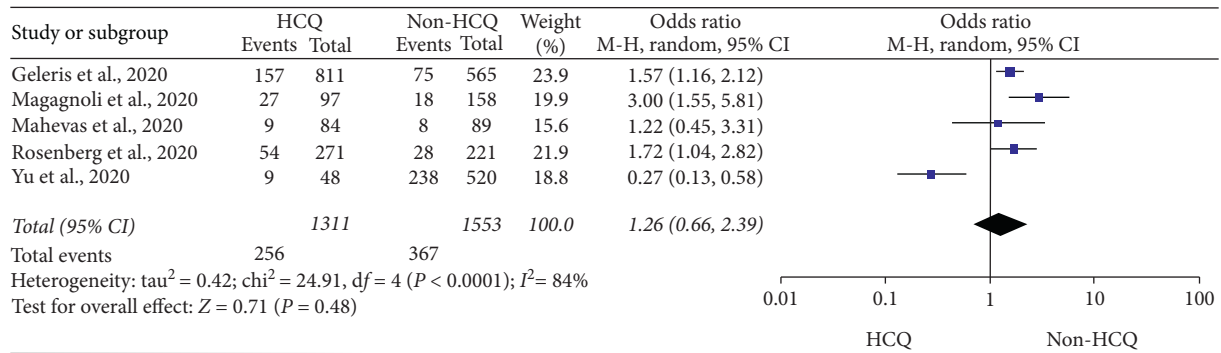 Study or subgroup HCQ Non-HCQ Weight (%) Odds ratio M-H, random, 95% CI Odds ratio M-H, random, 95% CI
Events Total Events Total
Geleris et al., 2020 157 811 75 565 23.9 1.57 (1.16, 2.12)
Magagnoli et al., 2020 27 97 18 158 19.9 3.00 (1.55, 5.81)
Mahevas et al., 2020 9 84 8 89 15.6 1.22 (0.45, 3.31)
Rosenberg et al., 2020 54 271 28 221 21.9 1.72 (1.04, 2.82)
Yu et al., 2020 9 48 238 520 18.8 0.27 (0.13, 0.58)
Total (95% CI) 1311 1553 100.0 1.26 (0.66, 2.39)
Total events 256 367
Heterogeneity: tau² = 0.42; chi² = 24.91, df = 4 (P < 0.0001); I² = 84%
Test for overall effect: Z = 0.71 (P = 0.48)
0.01 0.1 1 10 100
HCQ Non-HCQ